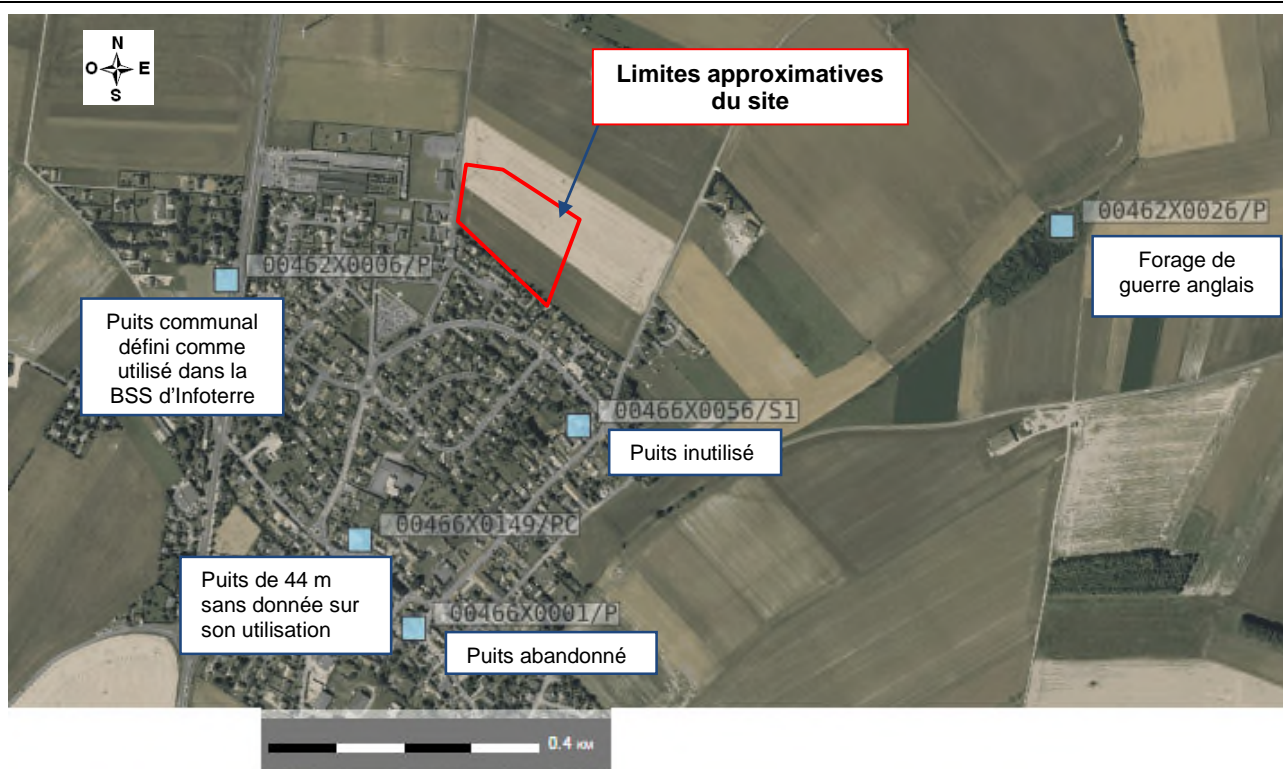 N
O E
S
Limites approximatives
du site
00462X0026/P
Forage de
guerre anglais
00462X0006/P
Puits communal
défini comme
utilisé dans la
BSS d'Infoterre
00466X0056/S1
Puits inutilisé
00466X0149/PC
Puits de 44 m
sans donnée sur
son utilisation
00466X0001/P
Puits abandonné
0.4 км